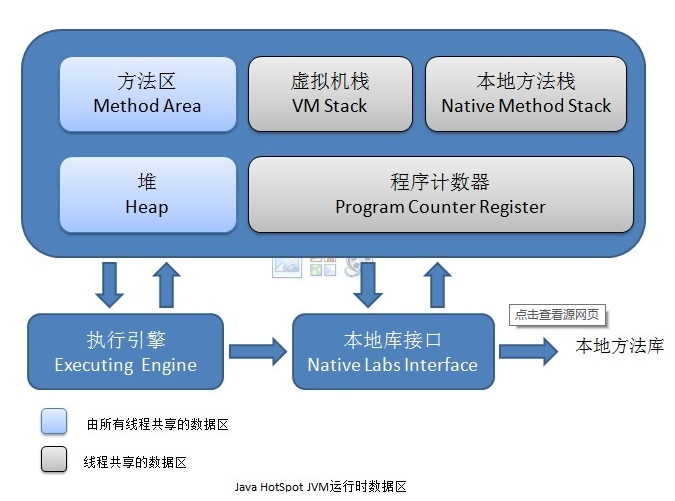 方法区
Method Area
虚拟机栈
VM Stack
本地方法栈
Native Method Stack
堆
Heap
程序计数器
Program Counter Register
执行引擎
Executing Engine
本地库接口
Native Labs Interface
点击查看源网页
本地方法库
由所有线程共享的数据区
线程共享的数据区
Java HotSpot JVM运行时数据区